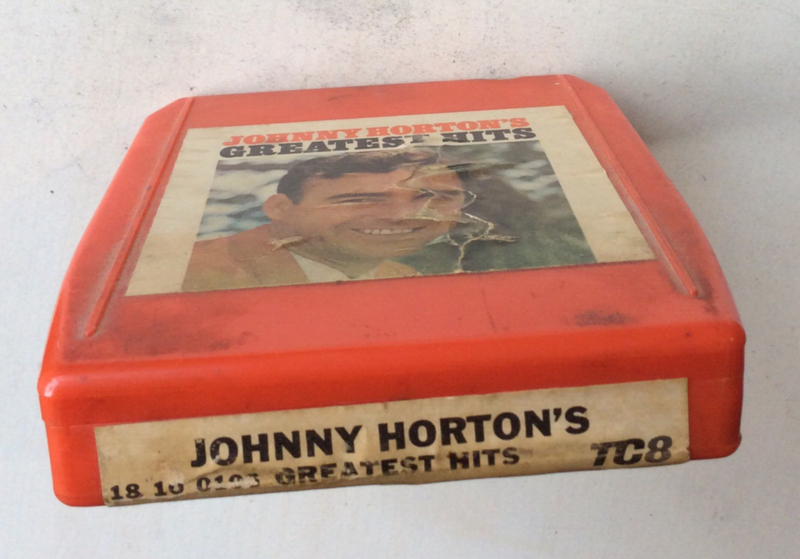 JOHNNY HORTON'S
GREATEST HITS
JOHNNY HORTON'S
18 10 GREATEST HITS TC8